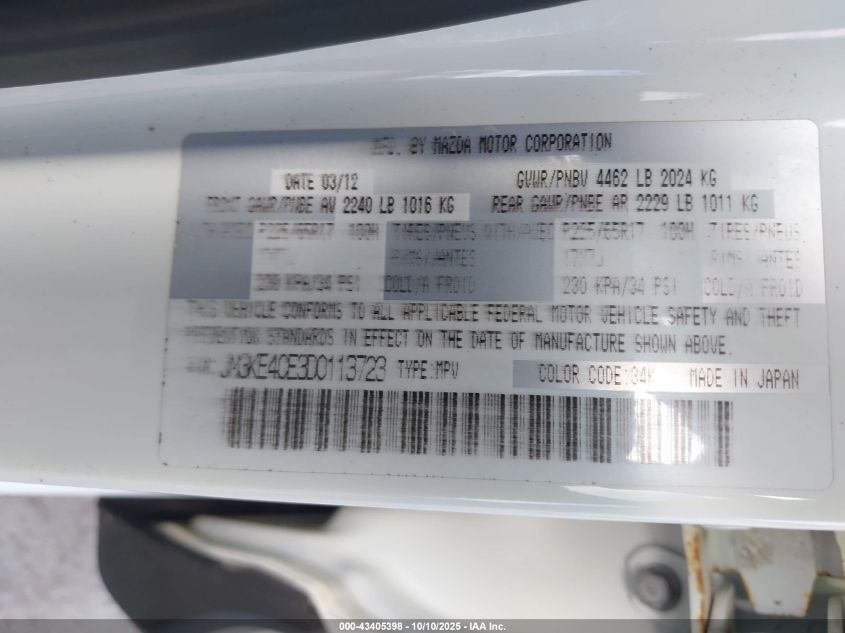 MFD. BY MAZDA MOTOR CORPORATION
DATE 03/12 GVWR/PNBV 4462 LB 2024 KG
FRONT GAWR/PNBE AV 2240 LB 1016 KG REAR GAWR/PNBE AR 2229 LB 1011 KG
P225/65R17 100H TIRES/PNEUS P225/65R17 100H TIRES/PNEUS
RIMS/JANTES 17X7J RIMS/JANTES
230 KPA/34 PSI COLD/A FROID 230 KPA/34 PSI COLD/A FROID
THIS VEHICLE CONFORMS TO ALL APPLICABLE FEDERAL MOTOR VEHICLE SAFETY AND THEFT
PREVENTION STANDARDS IN EFFECT ON THE DATE OF MANUFACTURE SHOWN ABOVE.
JM3KE4CE3D0113723 TYPE:MPV COLOR CODE:34K MADE IN JAPAN
000-43405398 - 10/10/2025 - IAA Inc.